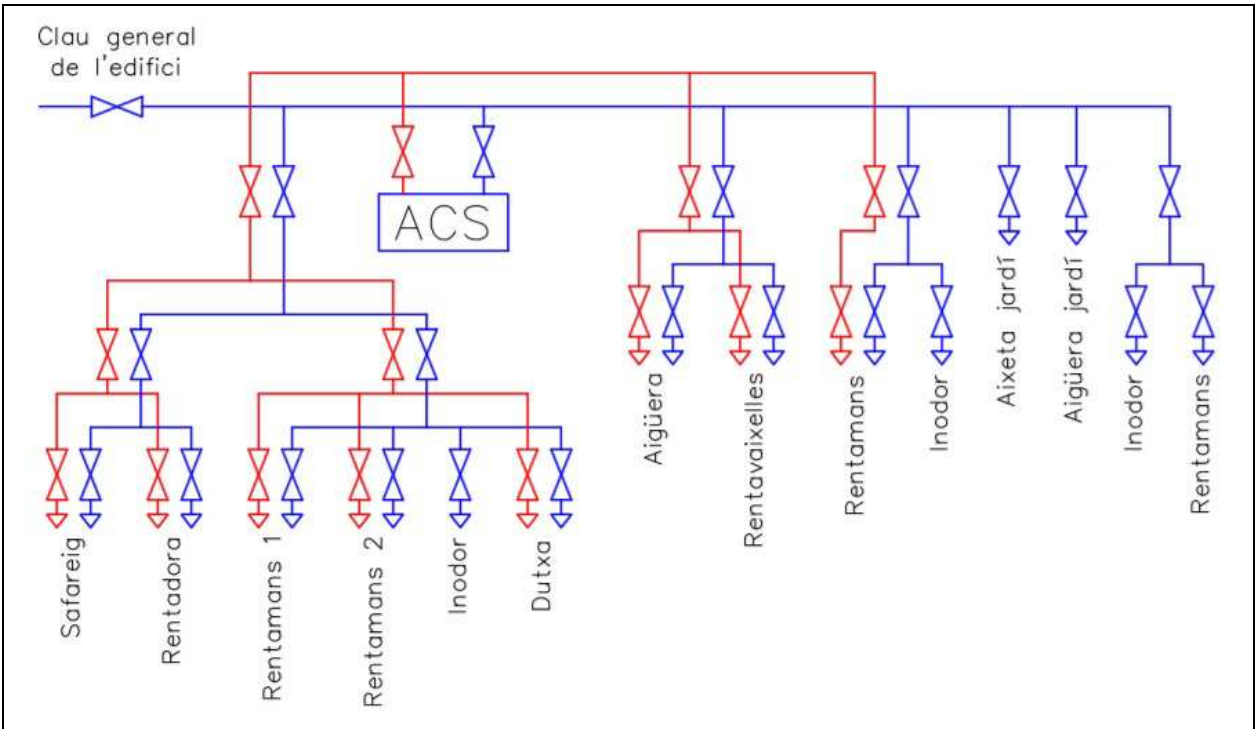 Clau general
de l'edifici
ACS
Safareig
Rentadora
Rentamans 1
Rentamans 2
Inodor
Dutxa
Aigüera
Rentavaixelles
Rentamans
Inodor
Aixeta jardí
Aigüera jardí
Inodor
Rentamans